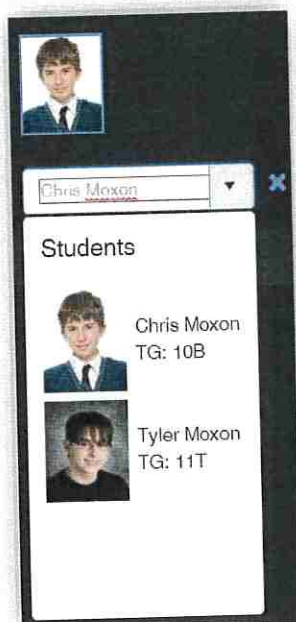 Chris Moxon
Students
Chris Moxon
TG: 10B
Tyler Moxon
TG: 11T